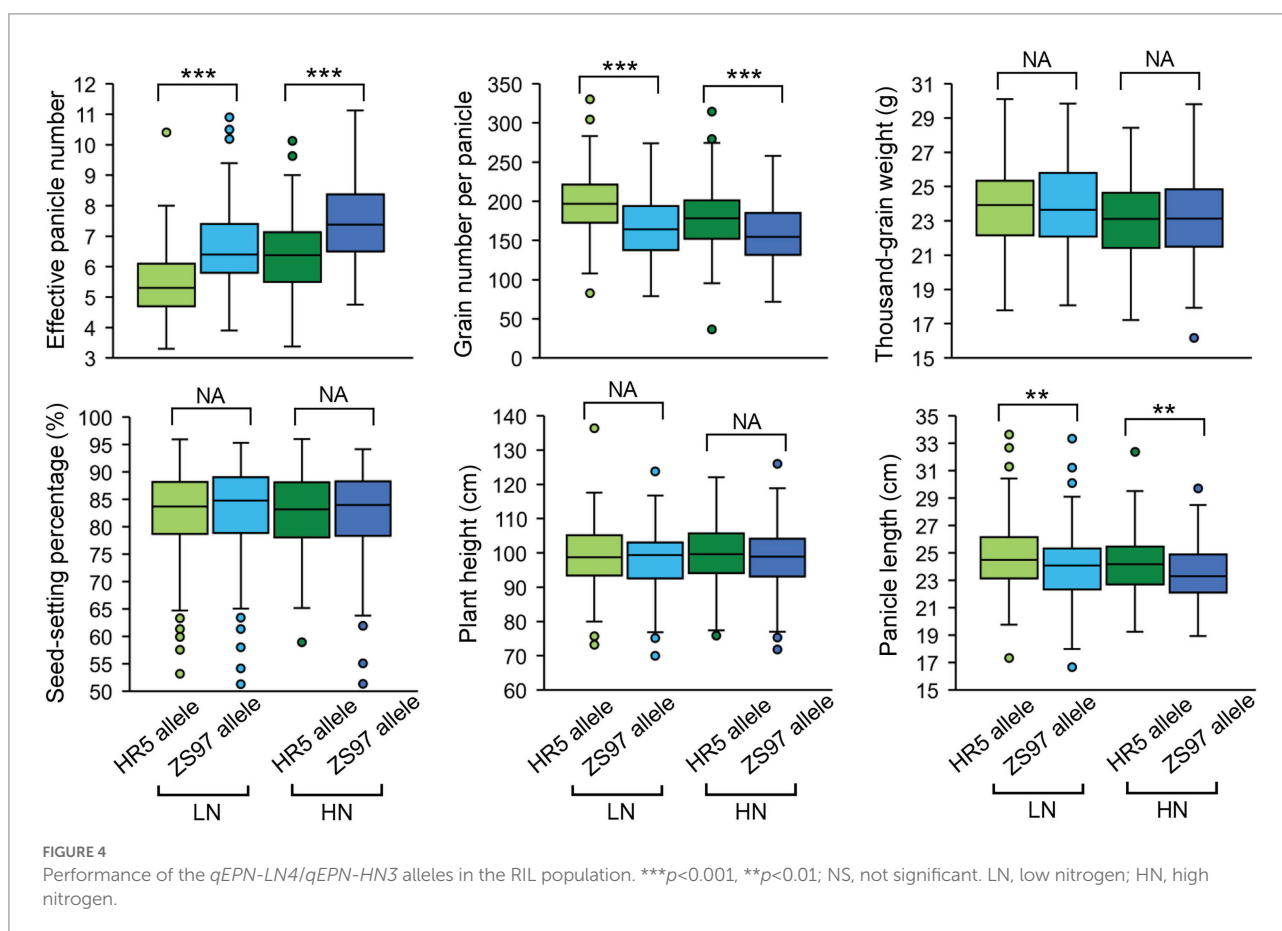 *** ***
Effective panicle number
12
11
10
9
8
7
6
5
4
3
*** ***
Grain number per panicle
350
300
250
200
150
100
50
0
NA NA
Thousand-grain weight (g)
31
29
27
25
23
21
19
17
15
NA NA
Seed-setting percentage (%)
100
95
90
85
80
75
70
65
60
55
50
HR5 allele
ZS97 allele
HR5 allele
ZS97 allele
LN HN
NA NA
Plant height (cm)
140
130
120
110
100
90
80
70
60
HR5 allele
ZS97 allele
HR5 allele
ZS97 allele
LN HN
** **
Panicle length (cm)
35
33
31
29
27
25
23
21
19
17
15
HR5 allele
ZS97 allele
HR5 allele
ZS97 allele
LN HN
FIGURE 4
Performance of the qEPN-LN4/qEPN-HN3 alleles in the RIL population. ***p<0.001, **p<0.01; NS, not significant. LN, low nitrogen; HN, high
nitrogen.